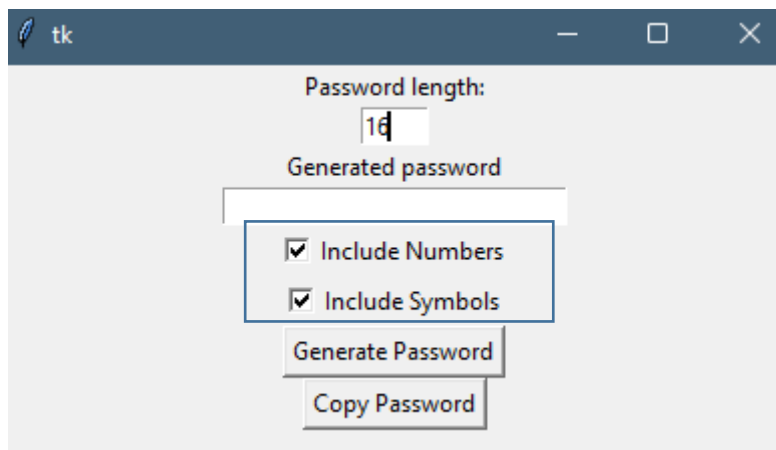 tk
Password length:
16
Generated password
Include Numbers
Include Symbols
Generate Password
Copy Password